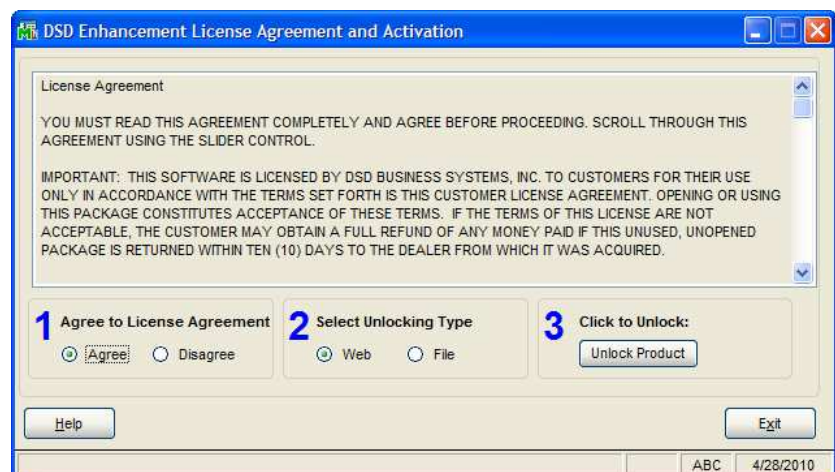 DSD Enhancement License Agreement and Activation
License Agreement
YOU MUST READ THIS AGREEMENT COMPLETELY AND AGREE BEFORE PROCEEDING. SCROLL THROUGH THIS
AGREEMENT USING THE SLIDER CONTROL.
IMPORTANT: THIS SOFTWARE IS LICENSED BY DSD BUSINESS SYSTEMS, INC. TO CUSTOMERS FOR THEIR USE
ONLY IN ACCORDANCE WITH THE TERMS SET FORTH IS THIS CUSTOMER LICENSE AGREEMENT. OPENING OR USING
THIS PACKAGE CONSTITUTES ACCEPTANCE OF THESE TERMS. IF THE TERMS OF THIS LICENSE ARE NOT
ACCEPTABLE, THE CUSTOMER MAY OBTAIN A FULL REFUND OF ANY MONEY PAID IF THIS UNUSED, UNOPENED
PACKAGE IS RETURNED WITHIN TEN (10) DAYS TO THE DEALER FROM WHICH IT WAS ACQUIRED.
1 Agree to License Agreement
Agree Disagree
2 Select Unlocking Type
Web File
3 Click to Unlock:
Unlock Product
Help Exit
ABC 4/28/2010